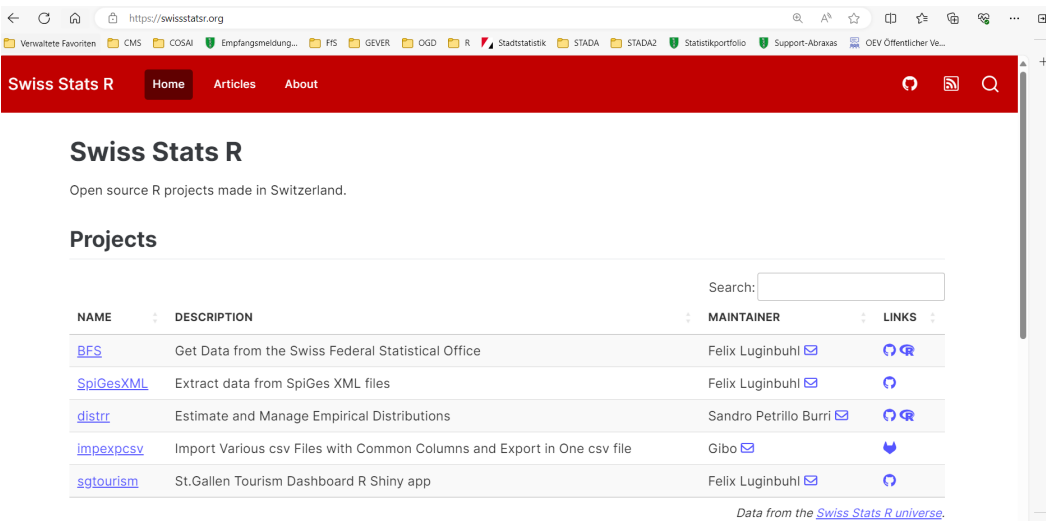 https://swissstatsr.org
Verwaltete Favoriten CMS COSAI Empfangsmeldung... FfS GEVER OGD R Stadtstatistik STADA STADA2 Statistikportfolio Support-Abraxas OEV Öffentlicher Ve...
Swiss Stats R Home Articles About
Swiss Stats R
Open source R projects made in Switzerland.
Projects
Search:
NAME DESCRIPTION MAINTAINER LINKS
BFS Get Data from the Swiss Federal Statistical Office Felix Luginbuhl
SpiGesXML Extract data from SpiGes XML files Felix Luginbuhl
distrr Estimate and Manage Empirical Distributions Sandro Petrillo Burri
impexpcsv Import Various csv Files with Common Columns and Export in One csv file Gibo
sgtourism St.Gallen Tourism Dashboard R Shiny app Felix Luginbuhl
Data from the Swiss Stats R universe.